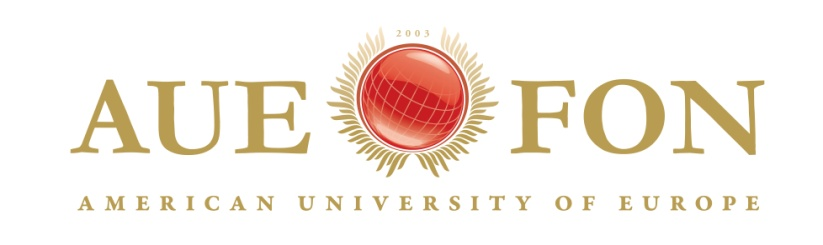 2003
AUE FON
AMERICAN UNIVERSITY OF EUROPE